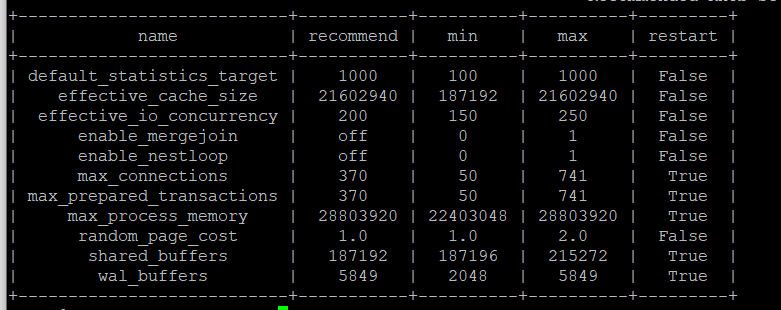 +-----------------------------+-----------+----------+----------+---------+
| name | recommend | min | max | restart |
+-----------------------------+-----------+----------+----------+---------+
| default_statistics_target | 1000 | 100 | 1000 | False |
| effective_cache_size | 21602940 | 187192 | 21602940 | False |
| effective_io_concurrency | 200 | 150 | 250 | False |
| enable_mergejoin | off | 0 | 1 | False |
| enable_nestloop | off | 0 | 1 | False |
| max_connections | 370 | 50 | 741 | True |
| max_prepared_transactions | 370 | 50 | 741 | True |
| max_process_memory | 28803920 | 22403048 | 28803920 | True |
| random_page_cost | 1.0 | 1.0 | 2.0 | False |
| shared_buffers | 187192 | 187196 | 215272 | True |
| wal_buffers | 5849 | 2048 | 5849 | True |
+-----------------------------+-----------+----------+----------+---------+